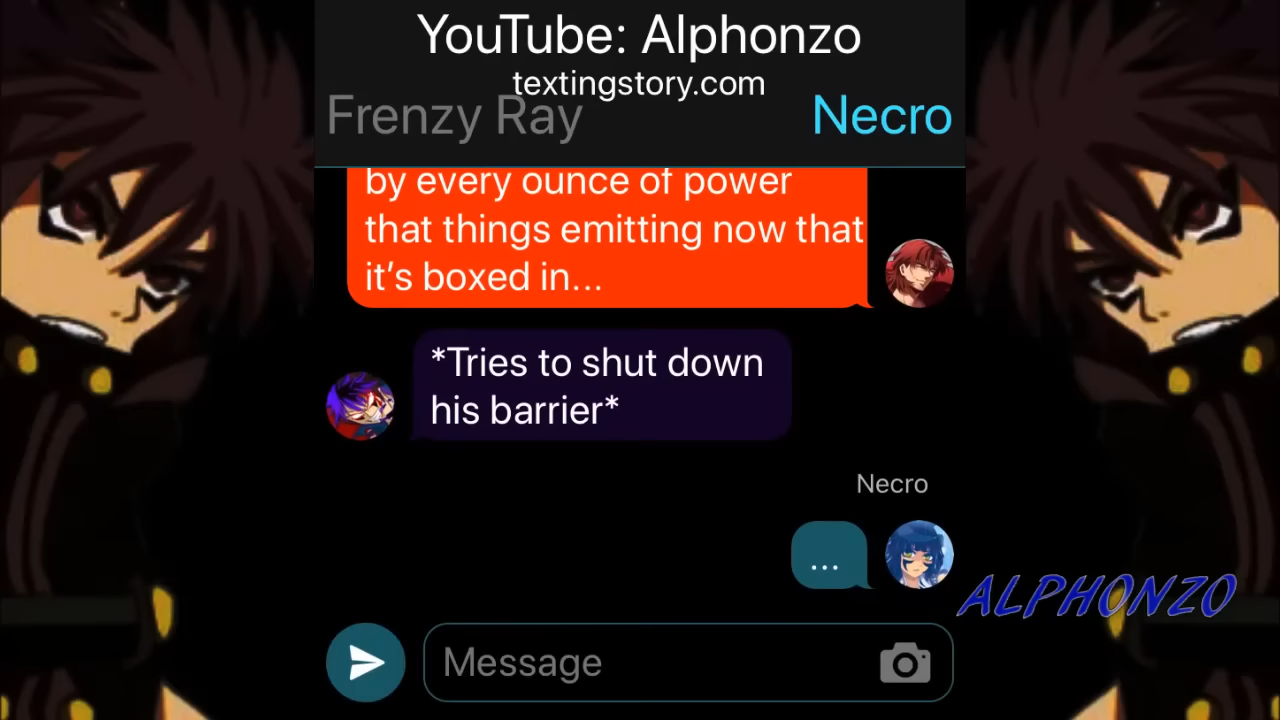 YouTube: Alphonzo
textingstory.com
Frenzy Ray
Necro
by every ounce of power
that things emitting now that
it’s boxed in...
*Tries to shut down
his barrier*
Necro
...
ALPHONZO
Message